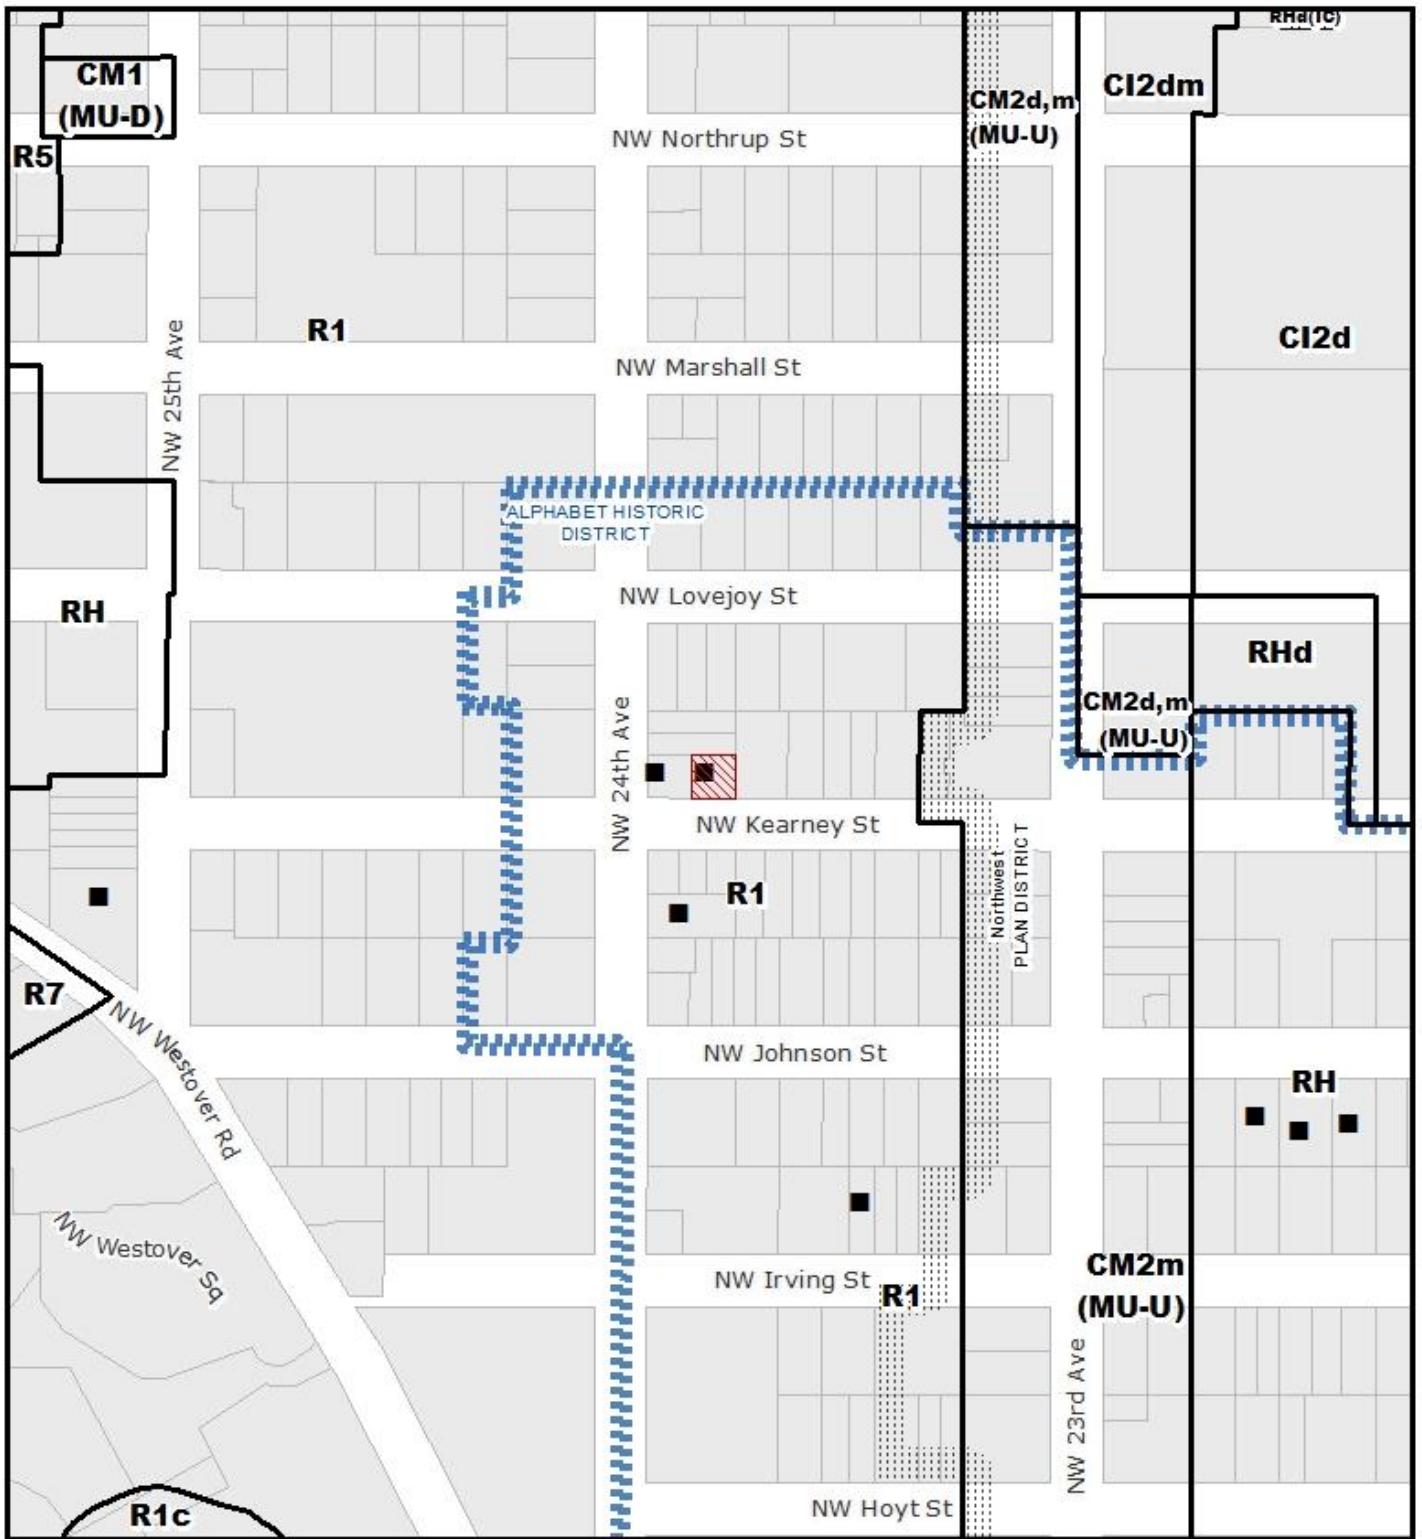 RHd(IC)
CM1
(MU-D)
CI2dm
CM2d,m
(MU-U)
NW Northrup St
R5
R1
CI2d
NW Marshall St
NW 25th Ave
ALPHABET HISTORIC
DISTRICT
NW Lovejoy St
RH
RHd
CM2d,m
(MU-U)
NW 24th Ave
NW Kearney St
R1
Northwest
PLAN DISTRICT
R7
NW Westover Rd
NW Johnson St
RH
NW Westover Sq
NW Irving St
R1
CM2m
(MU-U)
NW 23rd Ave
R1c
NW Hoyt St